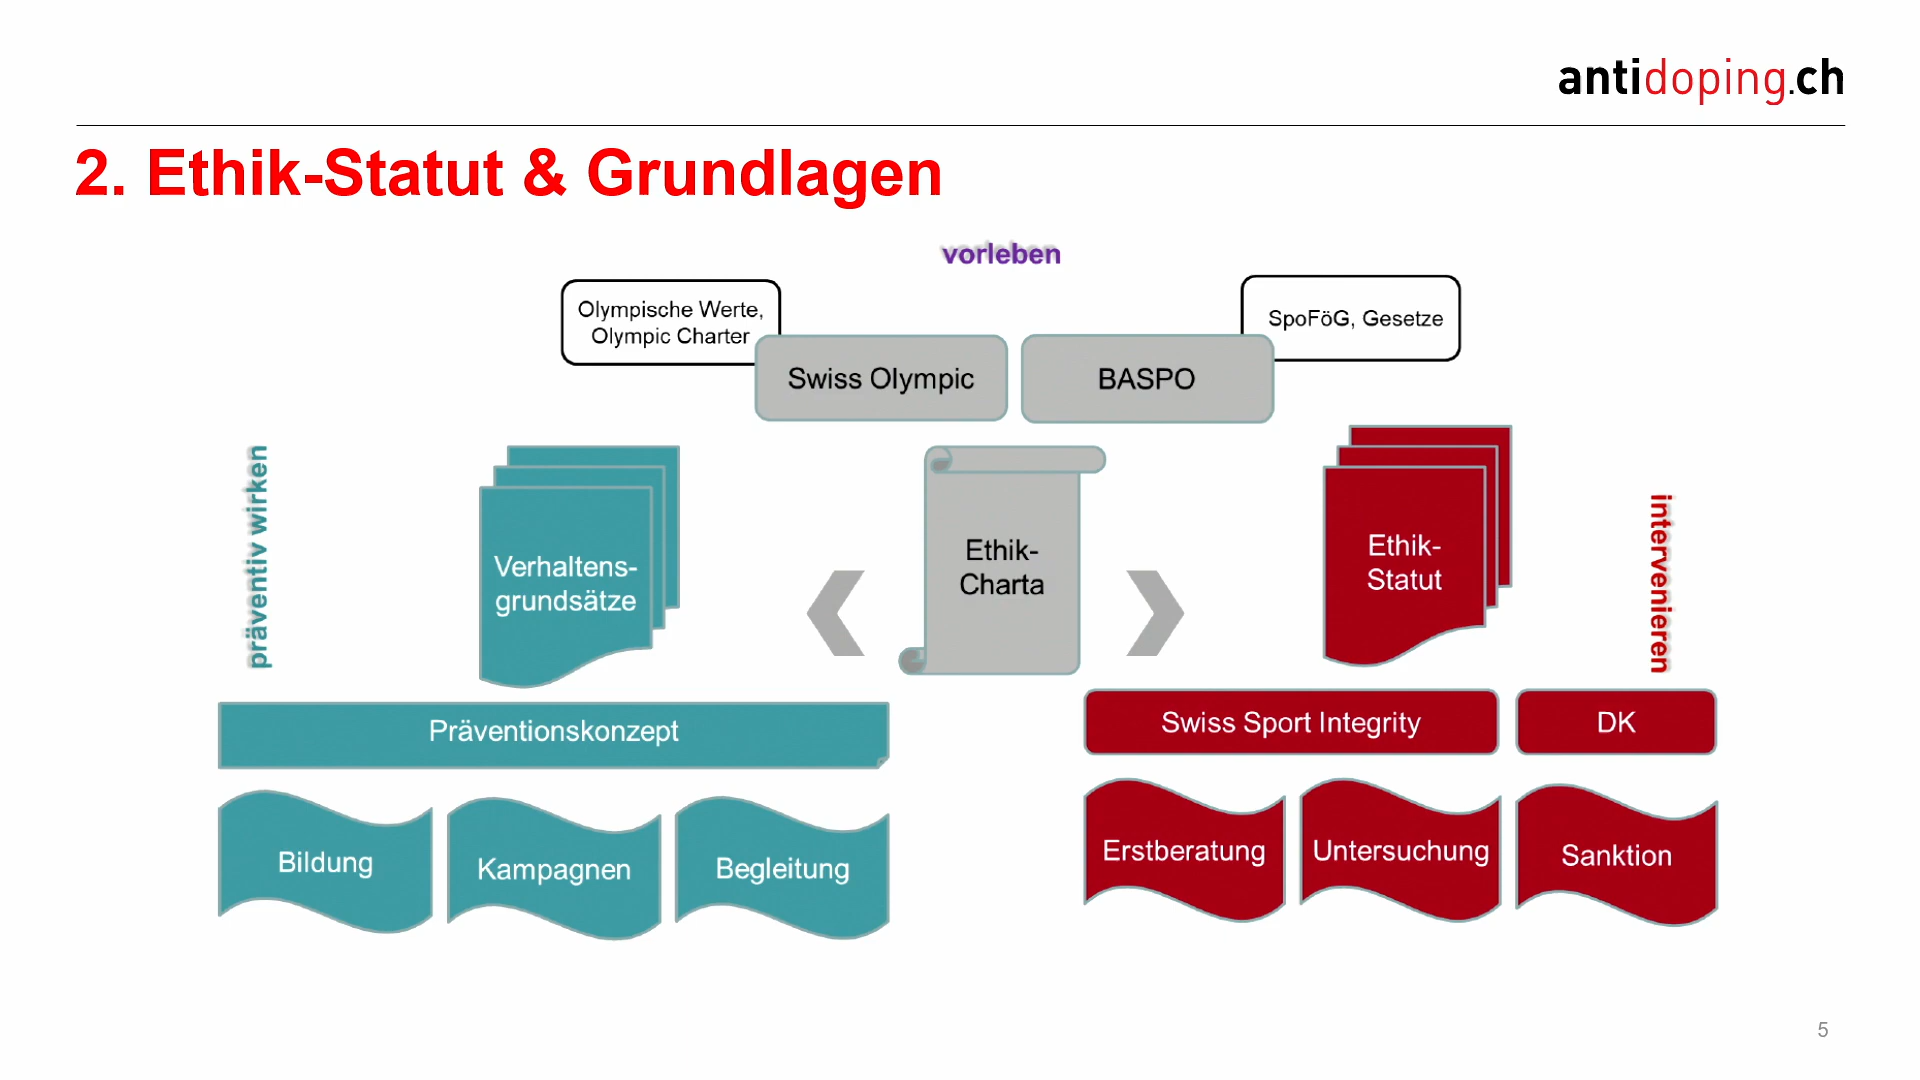 antidoping.ch
2. Ethik-Statut & Grundlagen
vorleben
Olympische Werte,
Olympic Charter
SpoFöG, Gesetze
Swiss Olympic
BASPO
präventiv wirken
Verhaltens-
grundsätze
Ethik-
Charta
Ethik-
Statut
intervenieren
Präventionskonzept
Swiss Sport Integrity
DK
Bildung
Kampagnen
Begleitung
Erstberatung
Untersuchung
Sanktion
5